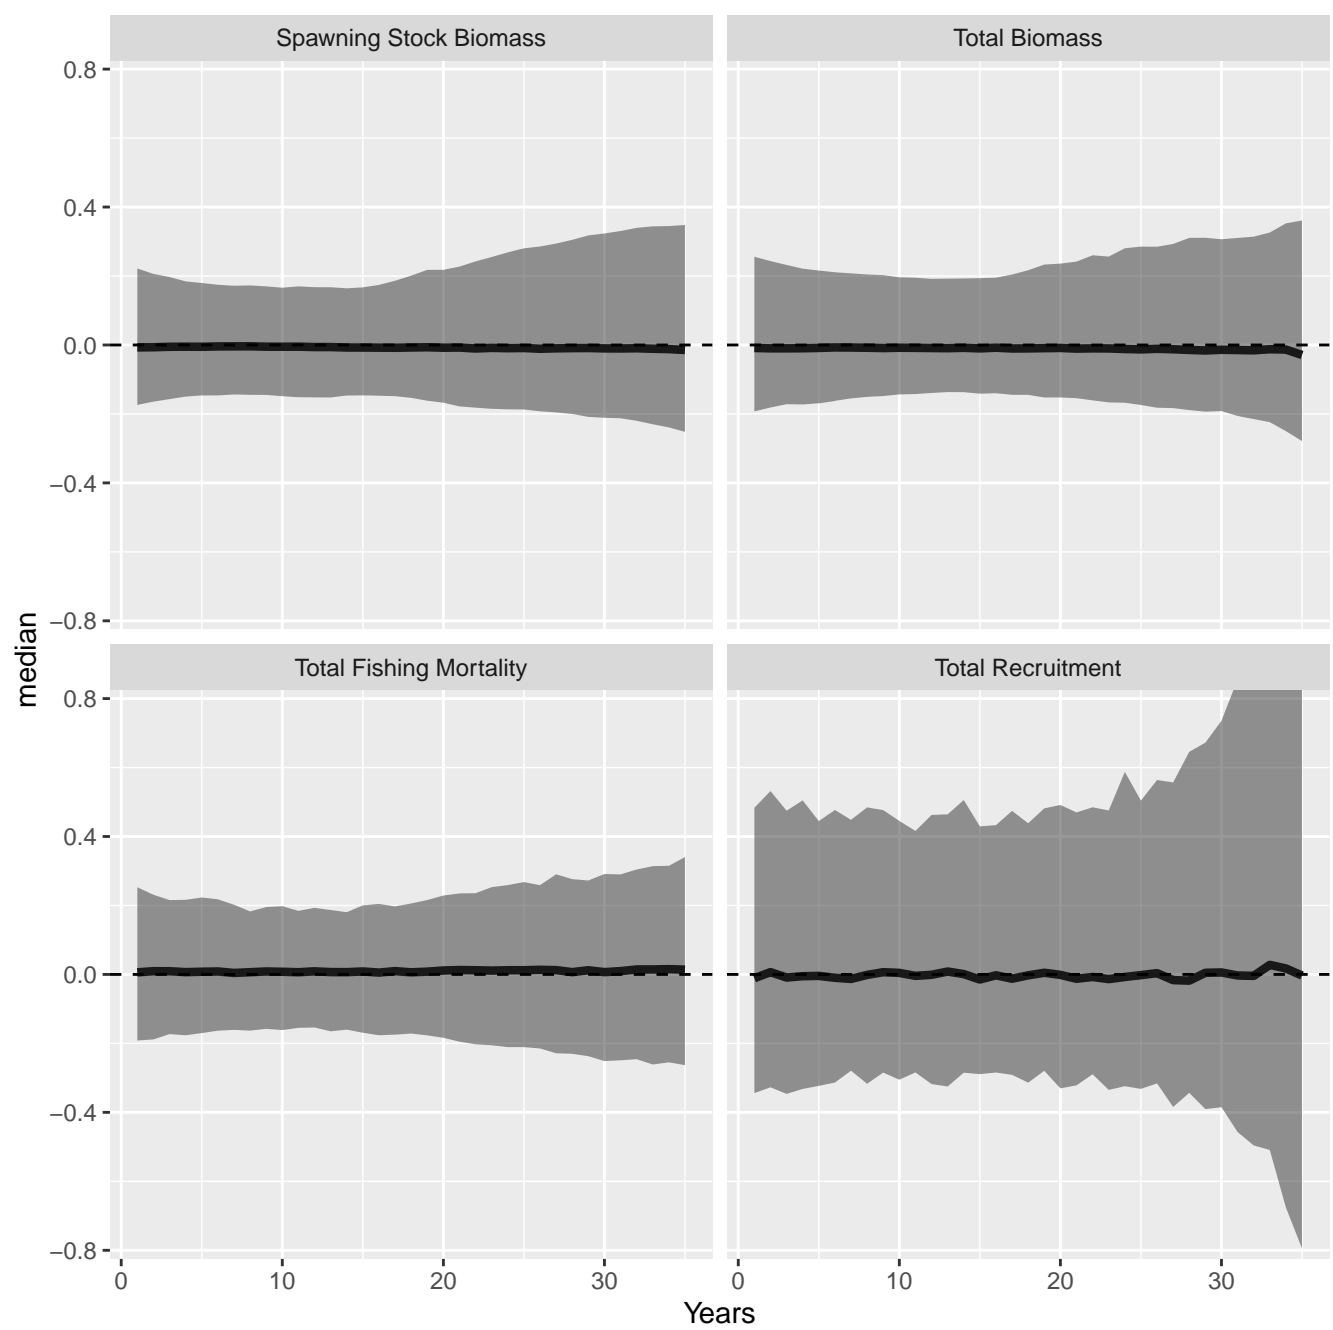 Spawning Stock Biomass
Total Biomass
0.8
0.4
0.0
−0.4
−0.8
median
Total Fishing Mortality
Total Recruitment
0.8
0.4
0.0
−0.4
−0.8
0 10 20 30
0 10 20 30
Years